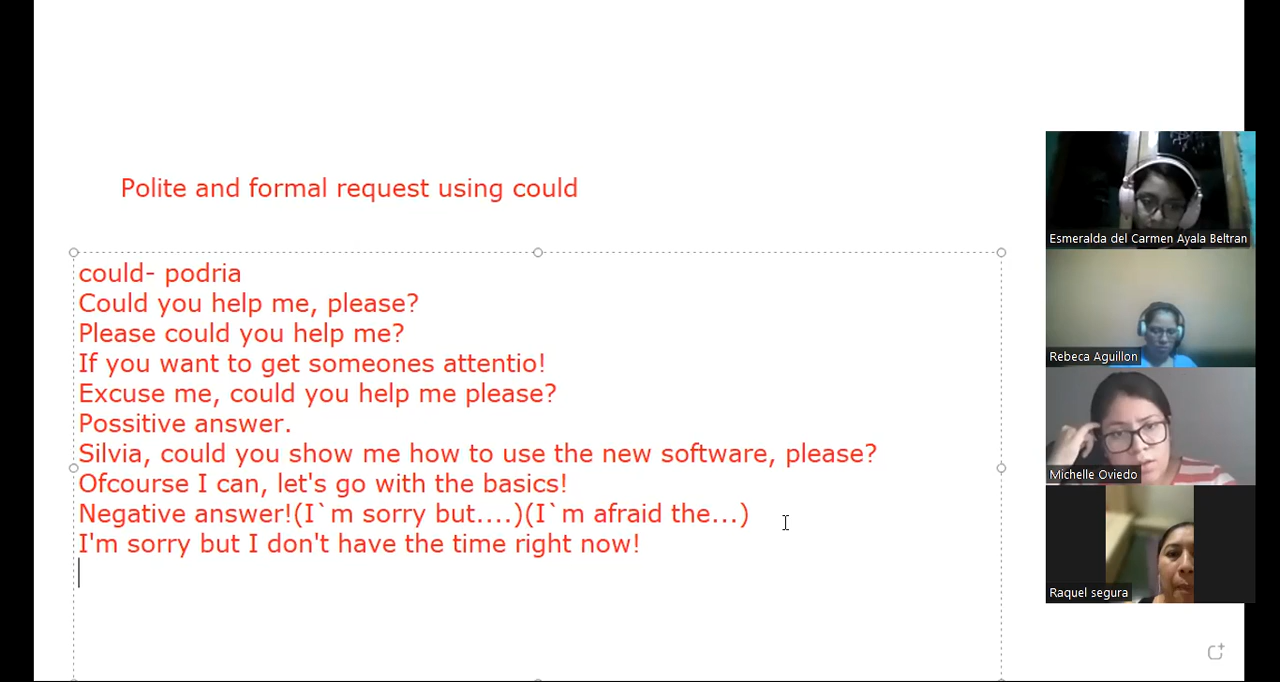 Polite and formal request using could
could- podria
Could you help me, please?
Please could you help me?
If you want to get someones attentio!
Excuse me, could you help me please?
Possitive answer.
Silvia, could you show me how to use the new software, please?
Ofcourse I can, let's go with the basics!
Negative answer!(I`m sorry but....)(I`m afraid the...)
I'm sorry but I don't have the time right now!
Esmeralda del Carmen Ayala Beltran
Rebeca Aguillon
Michelle Oviedo
Raquel segura